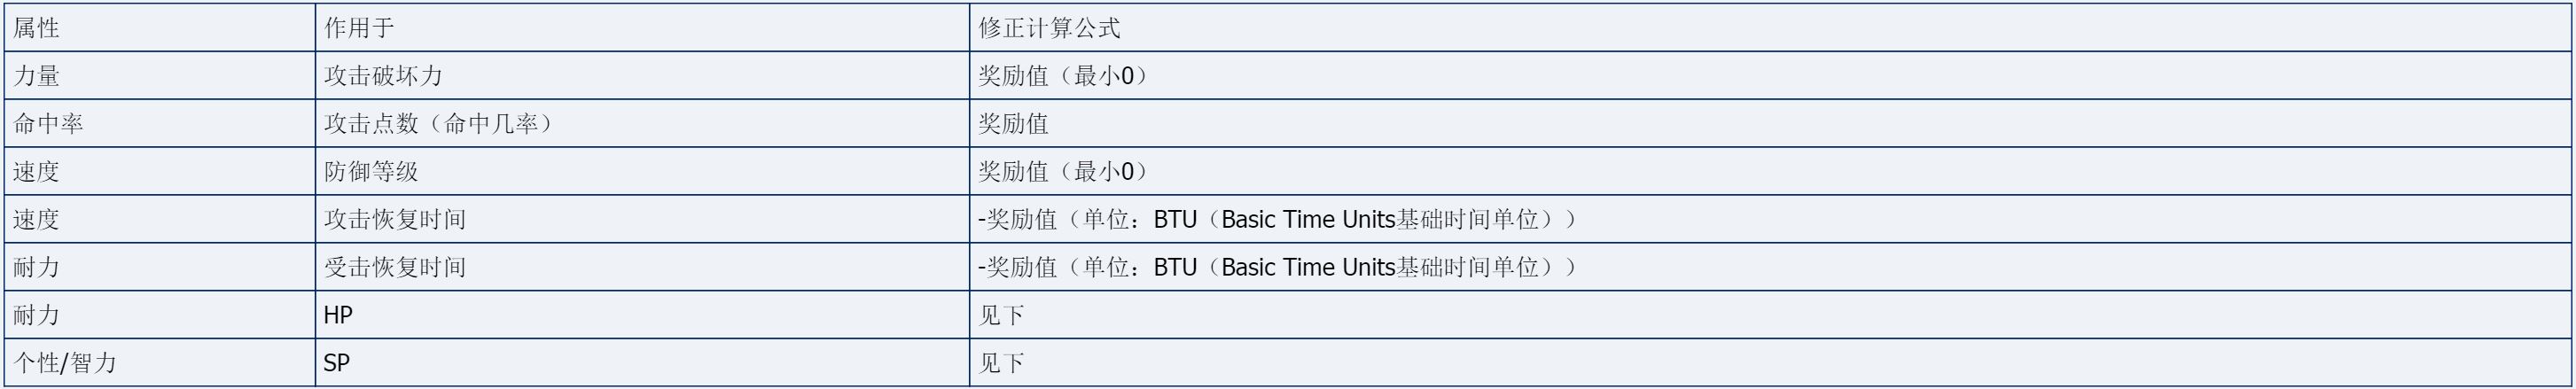 属性 作用于 修正计算公式
力量 攻击破坏力 奖励值（最小0）
命中率 攻击点数（命中几率） 奖励值
速度 防御等级 奖励值（最小0）
速度 攻击恢复时间 -奖励值（单位：BTU（Basic Time Units基础时间单位））
耐力 受击恢复时间 -奖励值（单位：BTU（Basic Time Units基础时间单位））
耐力 HP 见下
个性/智力 SP 见下